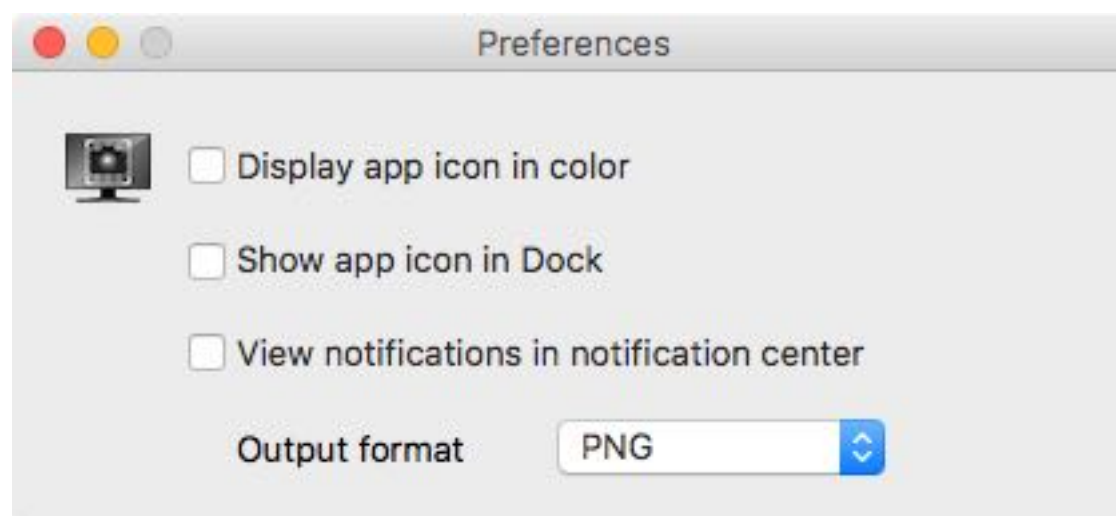 Preferences
Display app icon in color
Show app icon in Dock
View notifications in notification center
Output format PNG